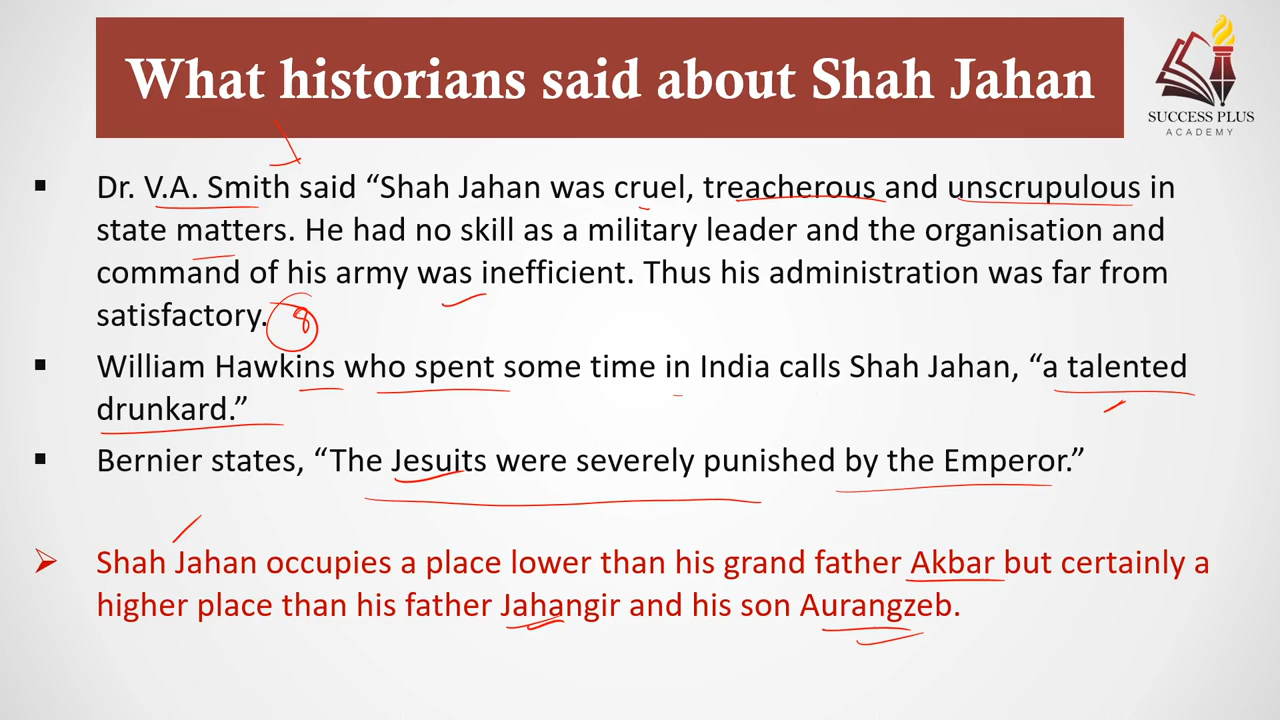 What historians said about Shah Jahan
SUCCESS PLUS
ACADEMY
▪ Dr. V.A. Smith said “Shah Jahan was cruel, treacherous and unscrupulous in
state matters. He had no skill as a military leader and the organisation and
command of his army was inefficient. Thus his administration was far from
satisfactory.
▪ William Hawkins who spent some time in India calls Shah Jahan, “a talented
drunkard.”
▪ Bernier states, “The Jesuits were severely punished by the Emperor.”
➢ Shah Jahan occupies a place lower than his grand father Akbar but certainly a
higher place than his father Jahangir and his son Aurangzeb.